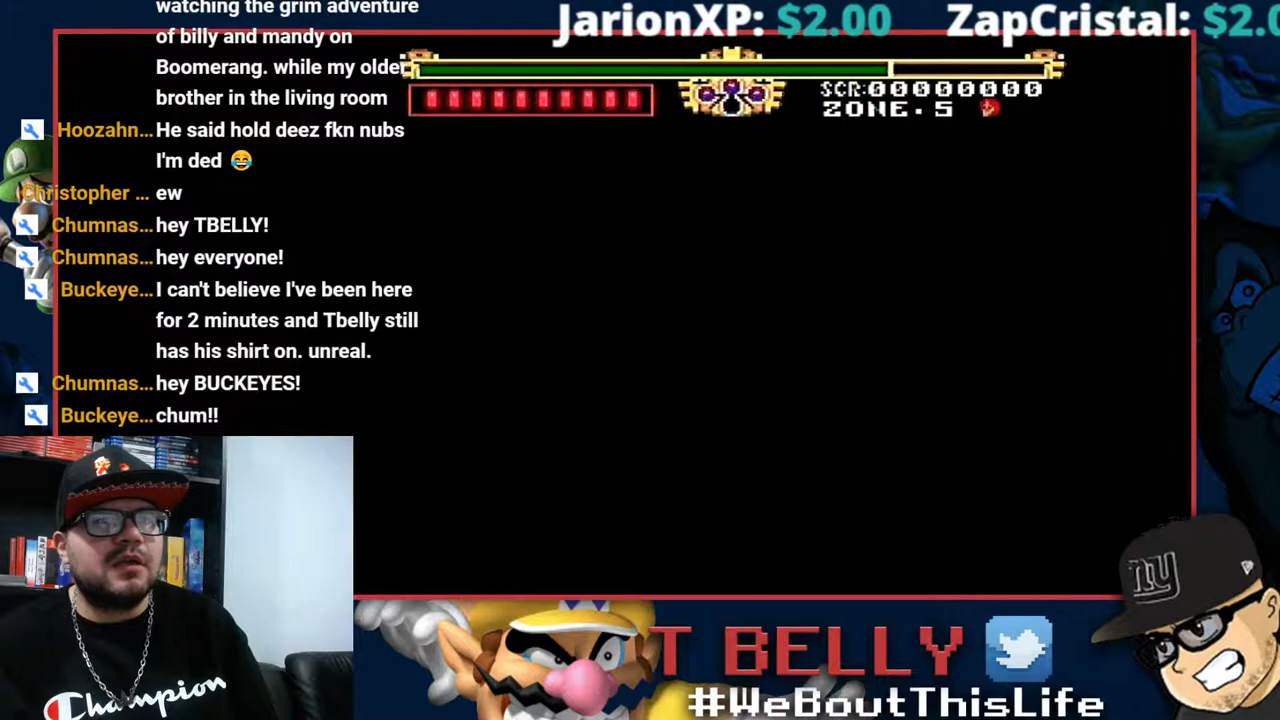 JarionXP: $2.00 ZapCristal: $2.0
watching the grim adventure
of billy and mandy on
Boomerang. while my older
brother in the living room
Hoozahn... He said hold deez fkn nubs
I'm ded 😂
Christopher ... ew
Chumnas... hey TBELLY!
Chumnas... hey everyone!
Buckeye... I can't believe I've been here
for 2 minutes and Tbelly still
has his shirt on. unreal.
Chumnas... hey BUCKEYES!
Buckeye... chum!!
SCR:00000000
ZONE.5
Champion
NY
T BELLY
#WeBoutThisLife